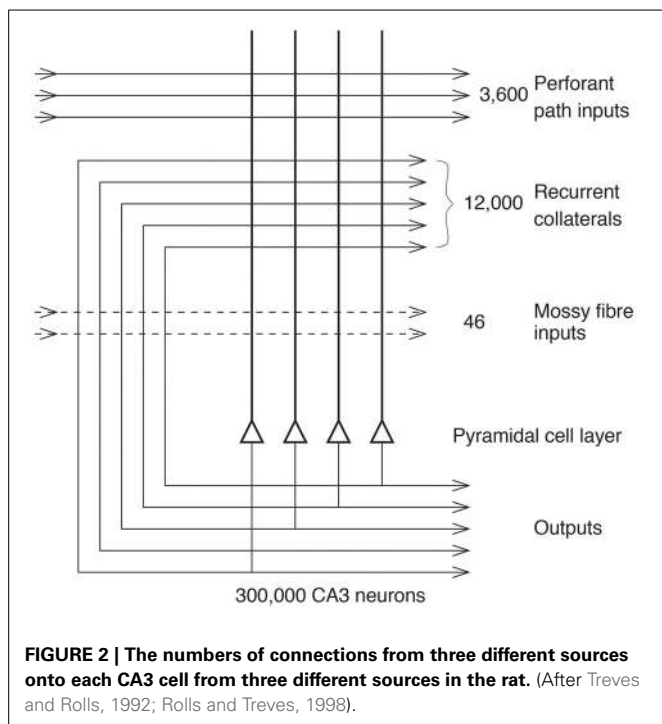 3,600 Perforant
path inputs
12,000 Recurrent
collaterals
46 Mossy fibre
inputs
Pyramidal cell layer
Outputs
300,000 CA3 neurons
FIGURE 2 | The numbers of connections from three different sources
onto each CA3 cell from three different sources in the rat. (After Treves
and Rolls, 1992; Rolls and Treves, 1998).